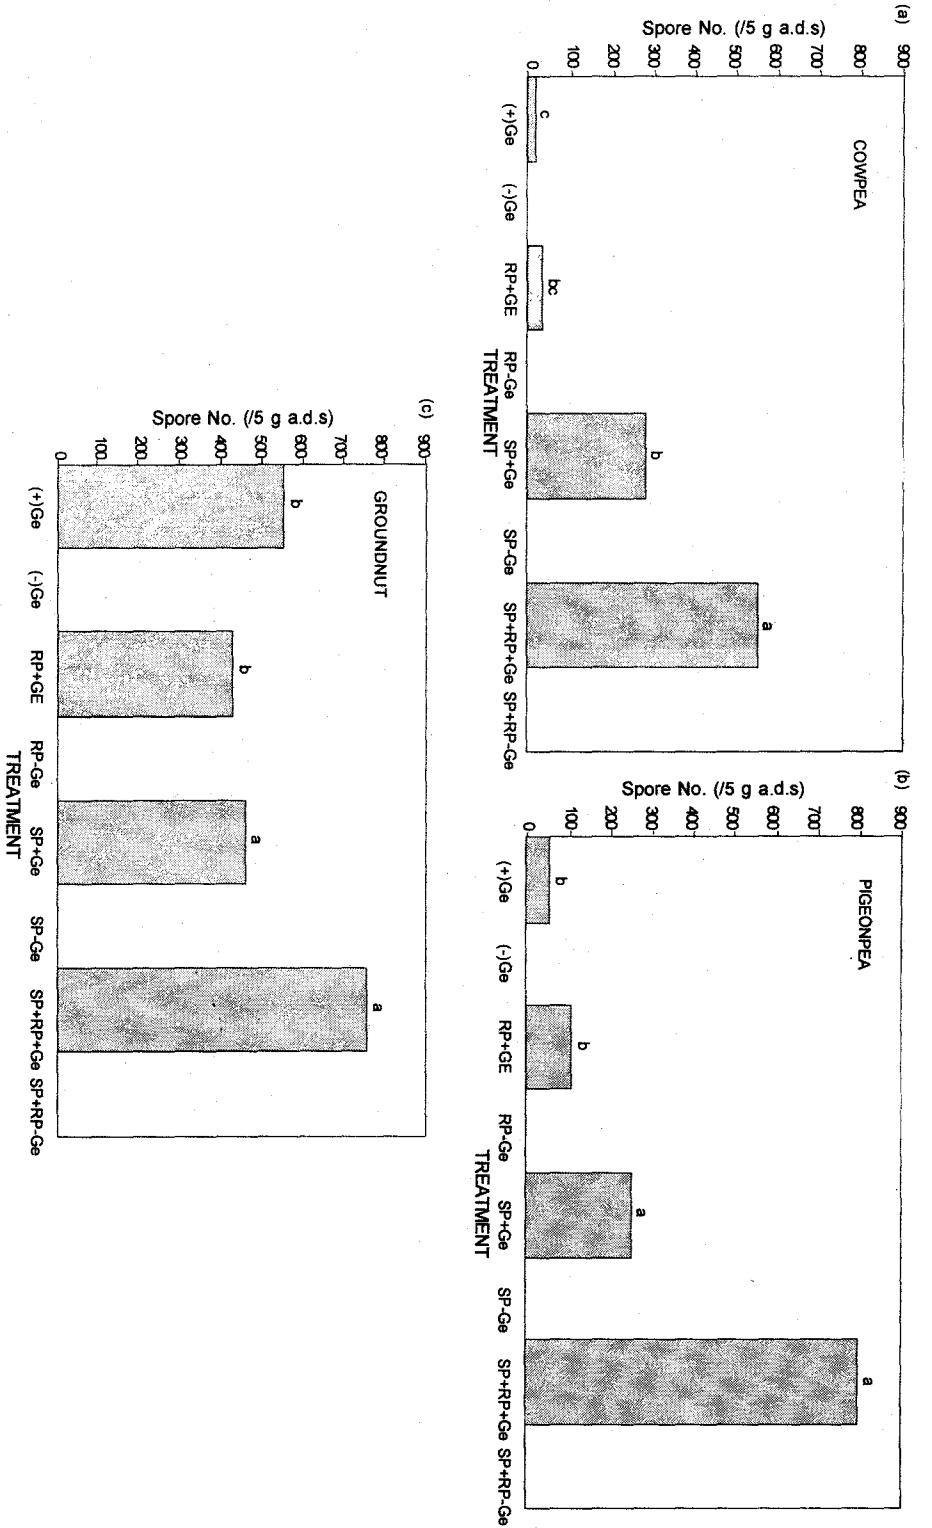 (a)
Spore No. (/5 g a.d.s)
900
800
700
600
500
400
300
200
100
0
COWPEA
c
bc
b
a
(+)Ge (-)Ge RP+GE RP-Ge SP+Ge SP-Ge SP+RP+Ge SP+RP-Ge
TREATMENT
(b)
Spore No. (/5 g a.d.s)
900
800
700
600
500
400
300
200
100
0
PIGEONPEA
b
b
a
a
(+)Ge (-)Ge RP+GE RP-Ge SP+Ge SP-Ge SP+RP+Ge SP+RP-Ge
TREATMENT
(c)
Spore No. (/5 g a.d.s)
900
800
700
600
500
400
300
200
100
0
GROUNDNUT
b
b
a
a
(+)Ge (-)Ge RP+GE RP-Ge SP+Ge SP-Ge SP+RP+Ge SP+RP-Ge
TREATMENT